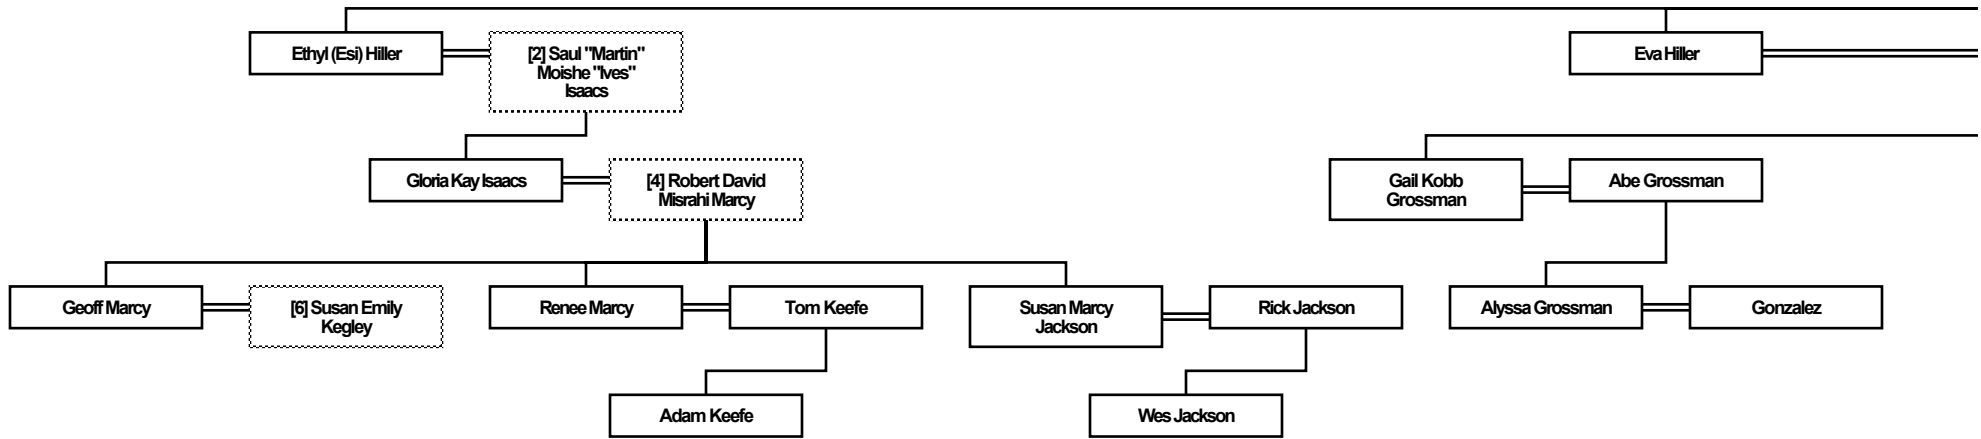 Ethyl (Esi) Hiller
[2] Saul "Martin"
Moishe "Ives"
Isaacs
Eva Hiller
Gloria Kay Isaacs
[4] Robert David
Misrahi Marcy
Gail Kobb
Grossman
Abe Grossman
Geoff Marcy
[6] Susan Emily
Kegley
Renee Marcy
Tom Keefe
Susan Marcy
Jackson
Rick Jackson
Alyssa Grossman
Gonzalez
Adam Keefe
Wes Jackson